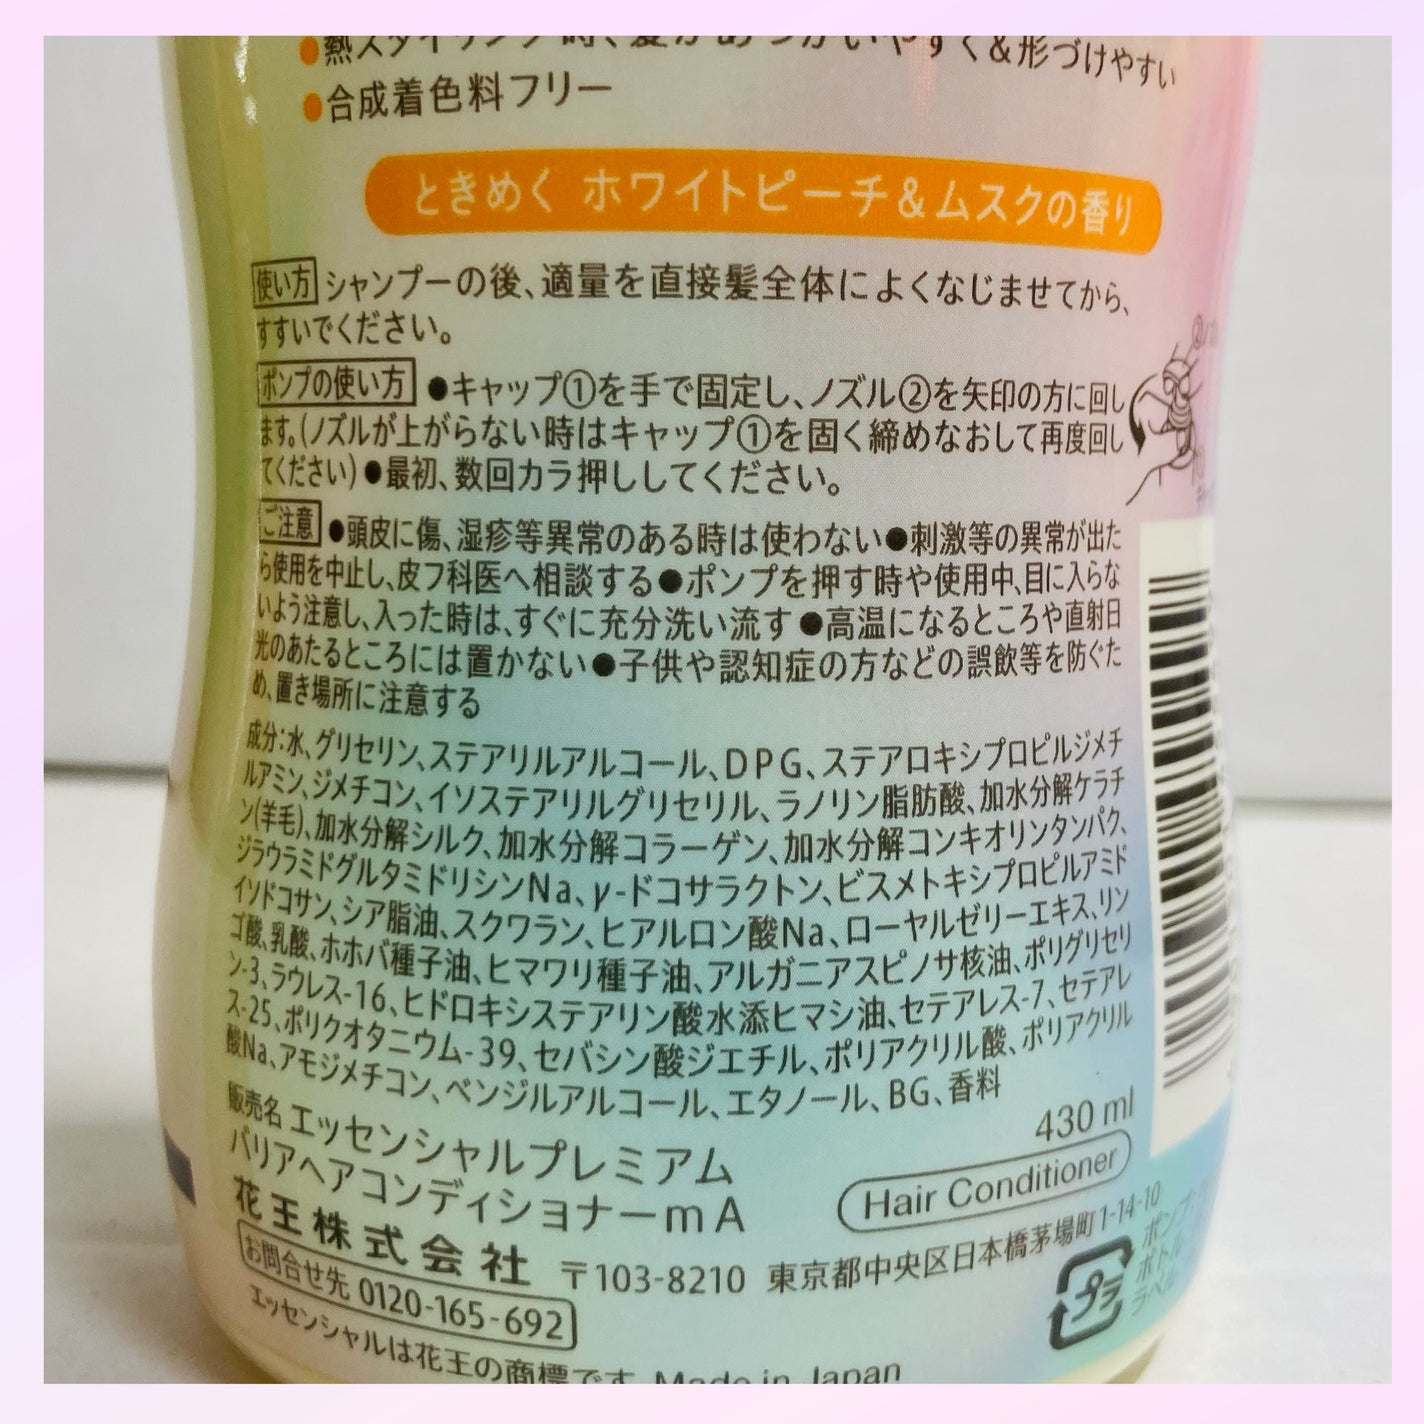 ●熱スタイリング時、髪があつかいやすく&形づけやすい
●合成着色料フリー
ときめく ホワイトピーチ&ムスクの香り
使い方 シャンプーの後、適量を直接髪全体によくなじませてから、
すすいでください。
ポンプの使い方 ●キャップ①を手で固定し、ノズル②を矢印の方に回し
ます。(ノズルが上がらない時はキャップ①を固く締めなおして再度回し
てください)●最初、数回カラ押ししてください。
ご注意 ●頭皮に傷、湿疹等異常のある時は使わない●刺激等の異常が出た
ら使用を中止し、皮フ科医へ相談する●ポンプを押す時や使用中、目に入らな
いよう注意し、入った時は、すぐに充分洗い流す●高温になるところや直射日
光のあたるところには置かない●子供や認知症の方などの誤飲等を防ぐた
め、置き場所に注意する
成分:水、グリセリン、ステアリルアルコール、DPG、ステアロキシプロピルジメチ
ルアミン、ジメチコン、イソステアリルグリセリル、ラノリン脂肪酸、加水分解ケラチ
ン(羊毛)、加水分解シルク、加水分解コラーゲン、加水分解コンキオリンタンパク、
ジラウラミドグルタミドリシンNa、γ-ドコサラクトン、ビスメトキシプロピルアミド
イソドコサン、シア脂油、スクワラン、ヒアルロン酸Na、ローヤルゼリーエキス、リン
ゴ酸、乳酸、ホホバ種子油、ヒマワリ種子油、アルガニアスピノサ核油、ポリグリセリ
ン-3、ラウレス-16、ヒドロキシステアリン酸水添ヒマシ油、セテアレス-7、セテアレ
ス-25、ポリクオタニウム-39、セバシン酸ジエチル、ポリアクリル酸、ポリアクリル
酸Na、アモジメチコン、ベンジルアルコール、エタノール、BG、香料
430 ml
販売名 エッセンシャルプレミアム
バリアヘアコンディショナーmA
Hair Conditioner
花王株式会社 〒103-8210 東京都中央区日本橋茅場町1-14-10
お問合せ先 0120-165-692
プラ
ボトル
エッセンシャルは花王の商標です Made in Japan